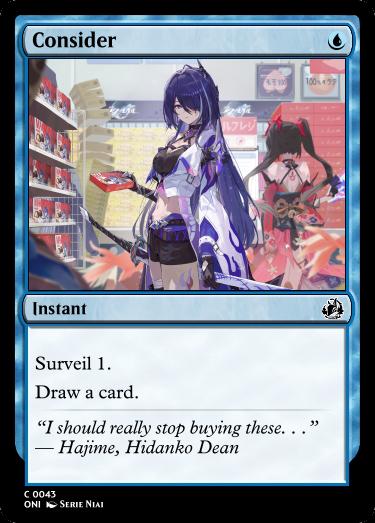 Consider
Instant
Surveil 1.
Draw a card.
“I should really stop buying these. . .”
— Hajime, Hidanko Dean
C 0043
ONI Serie Niai